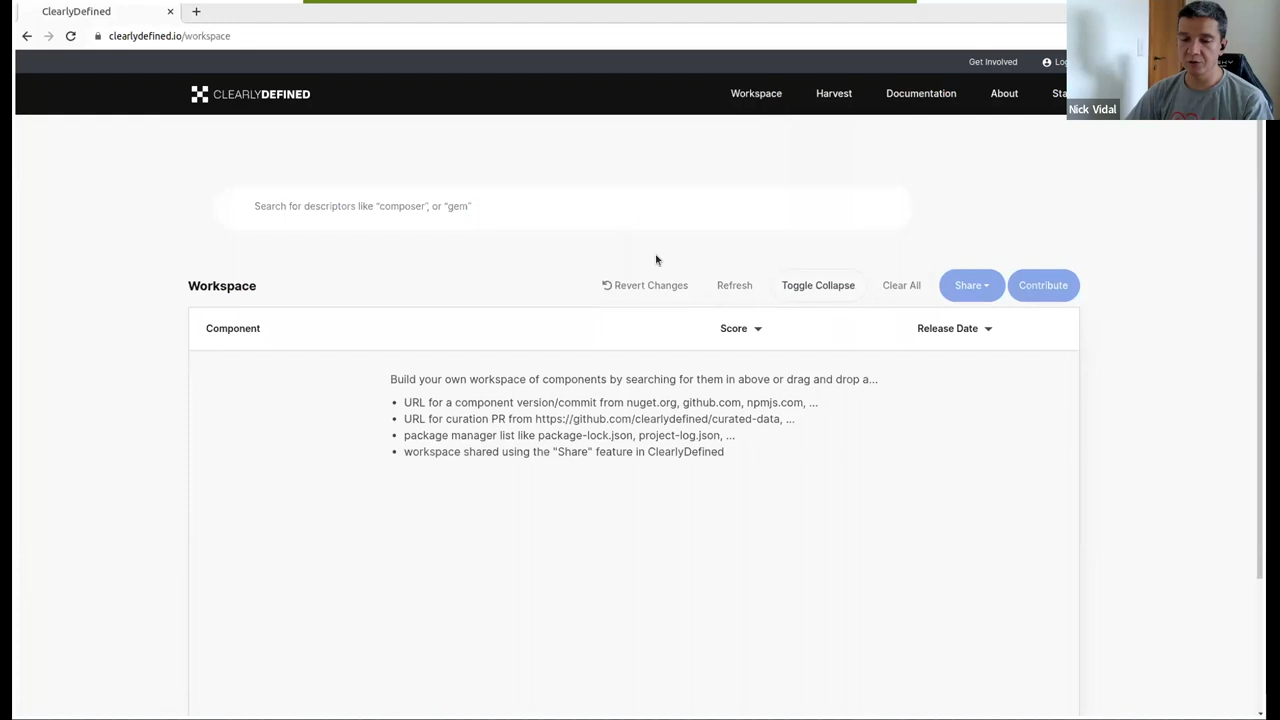 ClearlyDefined
clearlydefined.io/workspace
Get Involved
CLEARLYDEFINED
Workspace
Harvest
Documentation
About
Nick Vidal
Search for descriptors like “composer”, or “gem”
Workspace
Revert Changes
Refresh
Toggle Collapse
Clear All
Share
Contribute
Component
Score
Release Date
Build your own workspace of components by searching for them in above or drag and drop a...
• URL for a component version/commit from nuget.org, github.com, npmjs.com, ...
• URL for curation PR from https://github.com/clearlydefined/curated-data, ...
• package manager list like package-lock.json, project-log.json, ...
• workspace shared using the "Share" feature in ClearlyDefined